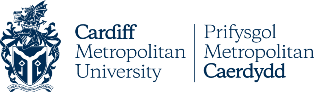 Cardiff
Metropolitan
University
Prifysgol
Metropolitan
Caerdydd